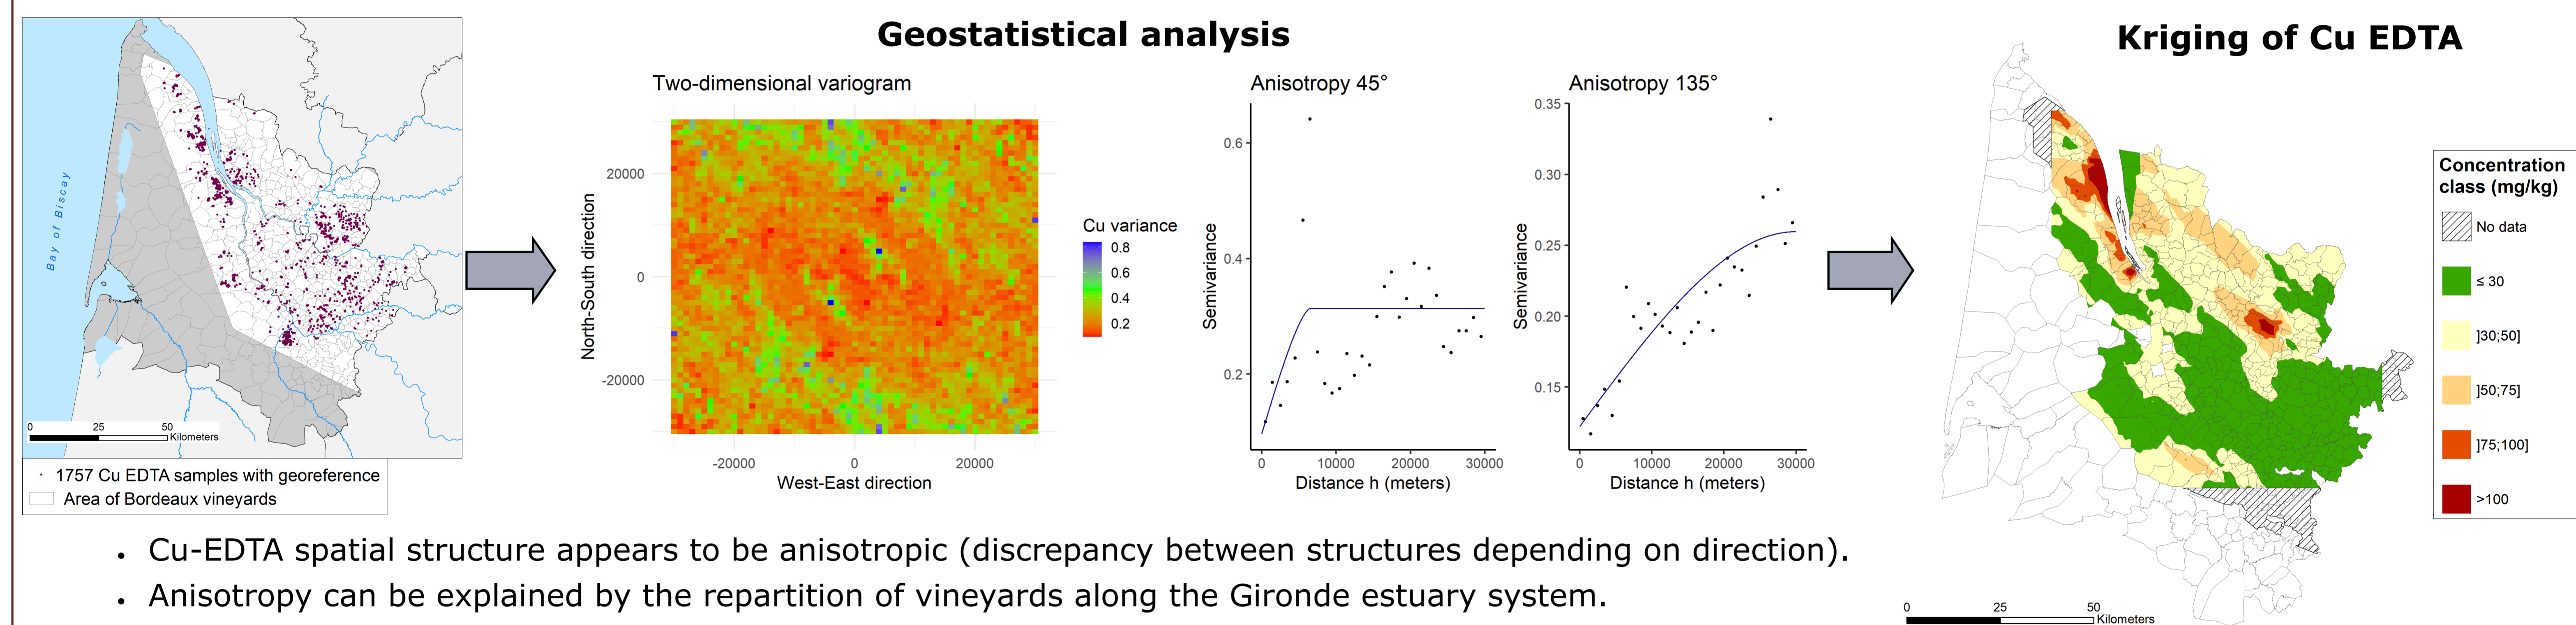 Geostatistical analysis
Kriging of Cu EDTA
Bay of Biscay
0 25 50
Kilometers
1757 Cu EDTA samples with georeference
Area of Bordeaux vineyards
Two-dimensional variogram
North-South direction
20000
0
-20000
-20000 0 20000
West-East direction
Cu variance
0.8
0.6
0.4
0.2
Anisotropy 45°
Semivariance
0.6
0.4
0.2
0 10000 20000 30000
Distance h (meters)
Anisotropy 135°
Semivariance
0.35
0.30
0.25
0.20
0.15
0 10000 20000 30000
Distance h (meters)
Concentration
class (mg/kg)
No data
≤ 30
]30;50]
]50;75]
]75;100]
>100
0 25 50
Kilometers
• Cu-EDTA spatial structure appears to be anisotropic (discrepancy between structures depending on direction).
• Anisotropy can be explained by the repartition of vineyards along the Gironde estuary system.